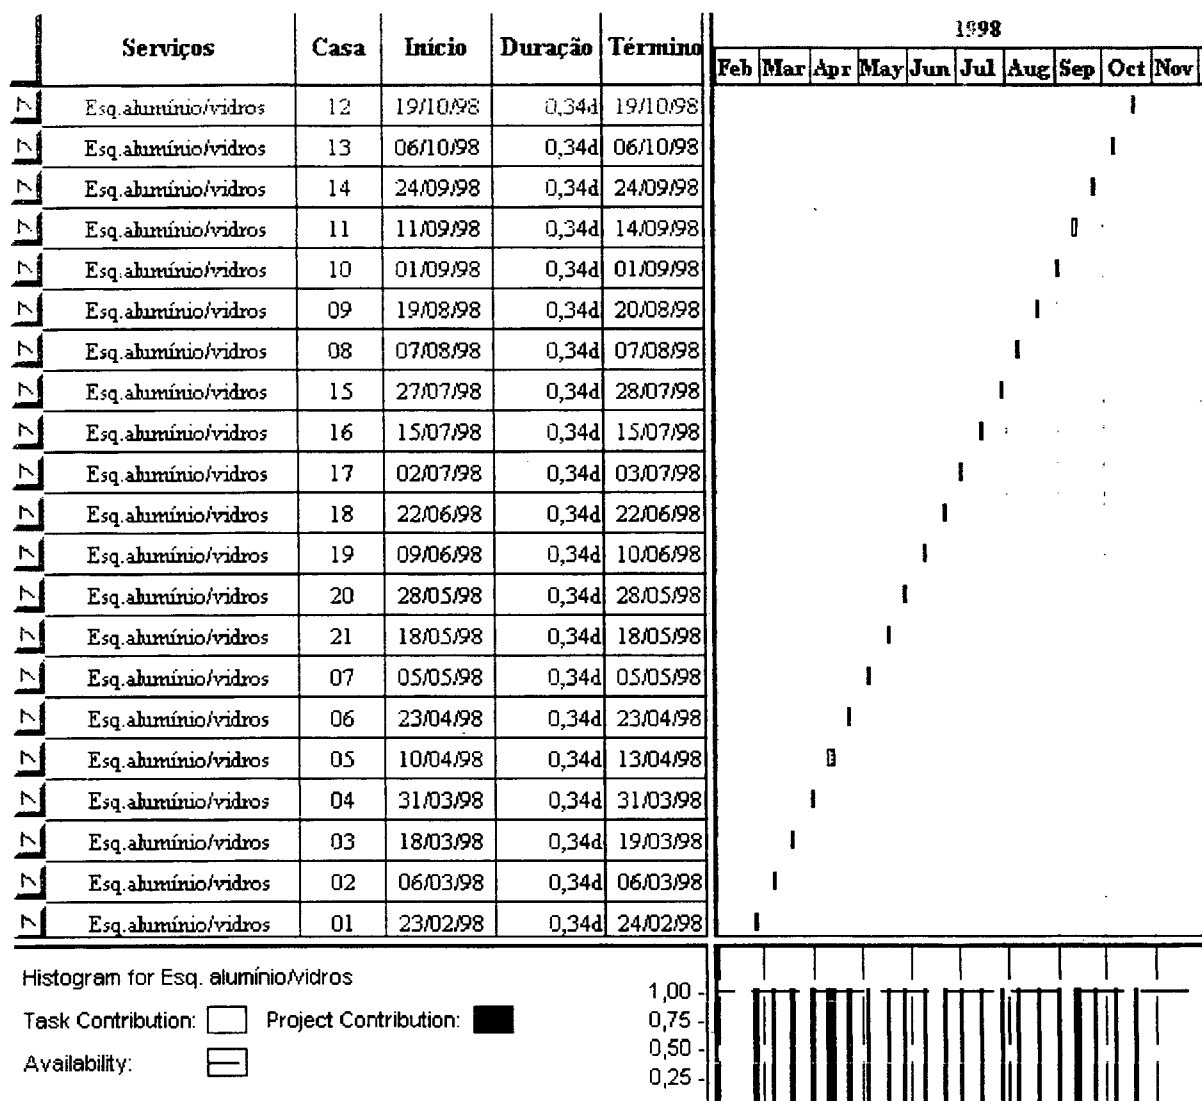 1998
Serviços Casa Início Duração Término
Feb Mar Apr May Jun Jul Aug Sep Oct Nov
Esq.alumínio/vidros 12 19/10/98 0,34d 19/10/98
Esq.alumínio/vidros 13 06/10/98 0,34d 06/10/98
Esq.alumínio/vidros 14 24/09/98 0,34d 24/09/98
Esq.alumínio/vidros 11 11/09/98 0,34d 14/09/98
Esq.alumínio/vidros 10 01/09/98 0,34d 01/09/98
Esq.alumínio/vidros 09 19/08/98 0,34d 20/08/98
Esq.alumínio/vidros 08 07/08/98 0,34d 07/08/98
Esq.alumínio/vidros 15 27/07/98 0,34d 28/07/98
Esq.alumínio/vidros 16 15/07/98 0,34d 15/07/98
Esq.alumínio/vidros 17 02/07/98 0,34d 03/07/98
Esq.alumínio/vidros 18 22/06/98 0,34d 22/06/98
Esq.alumínio/vidros 19 09/06/98 0,34d 10/06/98
Esq.alumínio/vidros 20 28/05/98 0,34d 28/05/98
Esq.alumínio/vidros 21 18/05/98 0,34d 18/05/98
Esq.alumínio/vidros 07 05/05/98 0,34d 05/05/98
Esq.alumínio/vidros 06 23/04/98 0,34d 23/04/98
Esq.alumínio/vidros 05 10/04/98 0,34d 13/04/98
Esq.alumínio/vidros 04 31/03/98 0,34d 31/03/98
Esq.alumínio/vidros 03 18/03/98 0,34d 19/03/98
Esq.alumínio/vidros 02 06/03/98 0,34d 06/03/98
Esq.alumínio/vidros 01 23/02/98 0,34d 24/02/98
Histogram for Esq. alumínio/vidros
Task Contribution: Project Contribution:
Availability:
1,00
0,75
0,50
0,25